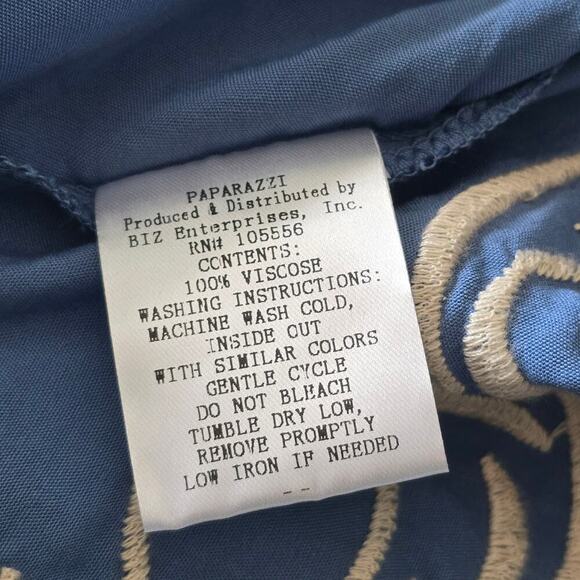 PAPARAZZI
Produced & Distributed by
BIZ Enterprises, Inc.
RN# 105556
CONTENTS:
100% VISCOSE
WASHING INSTRUCTIONS:
MACHINE WASH COLD,
INSIDE OUT
WITH SIMILAR COLORS
GENTLE CYCLE
DO NOT BLEACH
TUMBLE DRY LOW,
REMOVE PROMPTLY
LOW IRON IF NEEDED